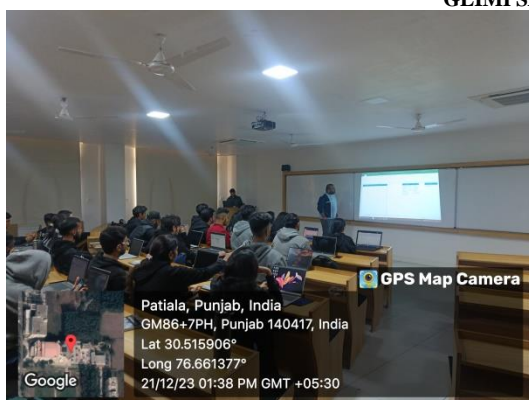 GPS Map Camera
Patiala, Punjab, India
GM86+7PH, Punjab 140417, India
Lat 30.515906°
Long 76.661377°
21/12/23 01:38 PM GMT +05:30
Google